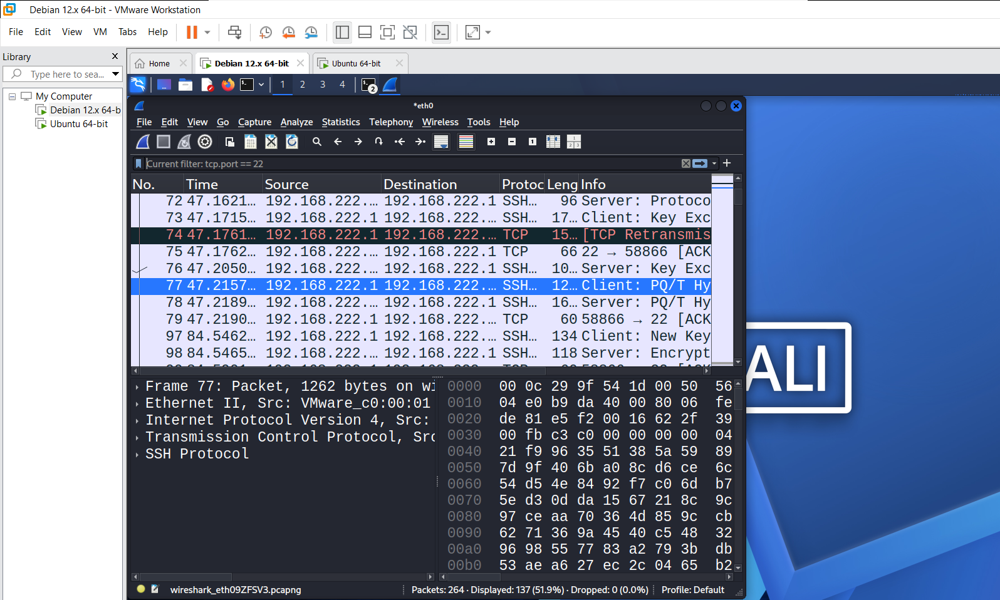 Debian 12.x 64-bit - VMware Workstation
File Edit View VM Tabs Help
Library
Type here to sea...
My Computer
Debian 12.x 64-b
Ubuntu 64-bit
Home Debian 12.x 64-bit Ubuntu 64-bit
1 2 3 4 2
*eth0
File Edit View Go Capture Analyze Statistics Telephony Wireless Tools Help
Current filter: tcp.port == 22
No. Time Source Destination Protoc Leng Info
72 47.1621… 192.168.222.… 192.168.222.1 SSH… 96 Server: Protoco
73 47.1715… 192.168.222.1 192.168.222.… SSH… 17… Client: Key Exc
74 47.1761… 192.168.222.1 192.168.222.… TCP 15… [TCP Retransmis
75 47.1762… 192.168.222.… 192.168.222.1 TCP 66 22 → 58866 [ACK
76 47.2050… 192.168.222.… 192.168.222.1 SSH… 10… Server: Key Exc
77 47.2157… 192.168.222.1 192.168.222.… SSH… 12… Client: PQ/T Hy
78 47.2189… 192.168.222.… 192.168.222.1 SSH… 16… Server: PQ/T Hy
79 47.2190… 192.168.222.1 192.168.222.… TCP 60 58866 → 22 [ACK
97 84.5462… 192.168.222.1 192.168.222.… SSH… 134 Client: New Key
98 84.5465… 192.168.222.… 192.168.222.1 SSH… 118 Server: Encrypt
Frame 77: Packet, 1262 bytes on wi
Ethernet II, Src: VMware_c0:00:01
Internet Protocol Version 4, Src:
Transmission Control Protocol, Src
SSH Protocol
0000 00 0c 29 9f 54 1d 00 50 56
0010 04 e0 b9 da 40 00 80 06 fe
0020 de 81 e5 f2 00 16 62 2f 39
0030 00 fb c3 c0 00 00 00 00 04
0040 21 f9 96 35 51 38 5a 59 89
0050 7d 9f 40 6b a0 8c d6 ce 6c
0060 54 d5 4e 84 92 f7 c0 6d b7
0070 5e d3 0d da 15 67 21 8c 9c
0080 97 ce aa 70 36 4d 85 9c cb
0090 62 71 36 9a 45 40 c5 48 32
00a0 96 98 55 77 83 a2 79 3b db
00b0 53 ae a6 27 ec 2c 04 65 b2
wireshark_eth09ZFSV3.pcapng Packets: 264 · Displayed: 137 (51.9%) · Dropped: 0 (0.0%) Profile: Default
ALI